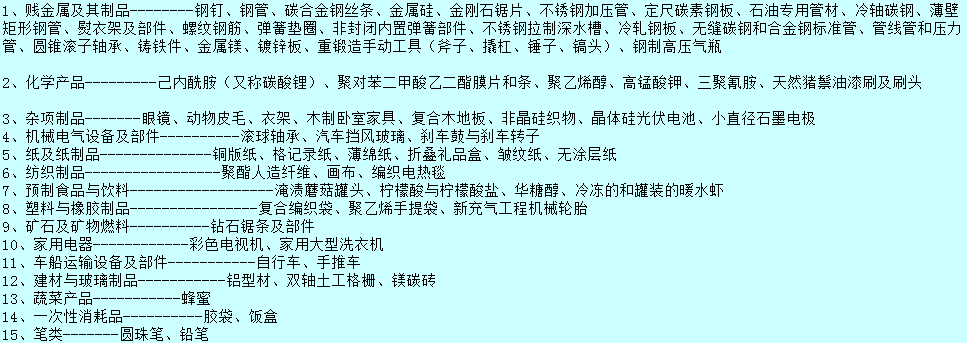 1、贱金属及其制品--------钢钉、钢管、碳合金钢丝条、金属硅、金刚石锯片、不锈钢加压管、定尺碳素钢板、石油专用管材、冷轴碳钢、薄壁
矩形钢管、熨衣架及部件、螺纹钢筋、弹簧垫圈、非封闭内置弹簧部件、不锈钢拉制深水槽、冷轧钢板、无缝碳钢和合金钢标准管、管线管和压力
管、圆锥滚子轴承、铸铁件、金属镁、镀锌板、重锻造手动工具（斧子、撬杠、锤子、镐头）、钢制高压气瓶
2、化学产品---------己内酰胺（又称碳酸锂）、聚对苯二甲酸乙二酯膜片和条、聚乙烯醇、高锰酸钾、三聚氰胺、天然猪鬃油漆刷及刷头
3、杂项制品-------眼镜、动物皮毛、衣架、木制卧室家具、复合木地板、非晶硅织物、晶体硅光伏电池、小直径石墨电极
4、机械电气设备及部件----------滚球轴承、汽车挡风玻璃、刹车鼓与刹车转子
5、纸及纸制品--------------铜版纸、格记录纸、薄绵纸、折叠礼品盒、皱纹纸、无涂层纸
6、纺织制品-----------------聚酯人造纤维、画布、编织电热毯
7、预制食品与饮料------------------淹渍蘑菇罐头、柠檬酸与柠檬酸盐、华糖醇、冷冻的和罐装的暖水虾
8、塑料与橡胶制品----------------复合编织袋、聚乙烯手提袋、新充气工程机械轮胎
9、矿石及矿物燃料----------钻石锯条及部件
10、家用电器------------彩色电视机、家用大型洗衣机
11、车船运输设备及部件-----------自行车、手推车
12、建材与玻璃制品-----------铝型材、双轴土工格栅、镁碳砖
13、蔬菜产品-----------蜂蜜
14、一次性消耗品----------胶袋、饭盒
15、笔类-------圆珠笔、铅笔